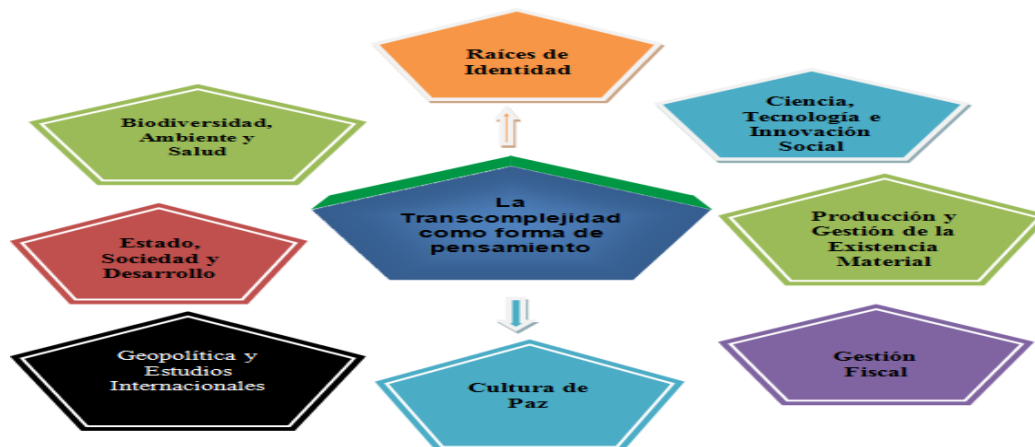 Raíces de
Identidad
Biodiversidad,
Ambiente y
Salud
Ciencia,
Tecnología e
Innovación
Social
La
Transcomplejidad
como forma de
pensamiento
Estado,
Sociedad y
Desarrollo
Producción y
Gestión de la
Existencia
Material
Geopolítica y
Estudios
Internacionales
Cultura de
Paz
Gestión
Fiscal